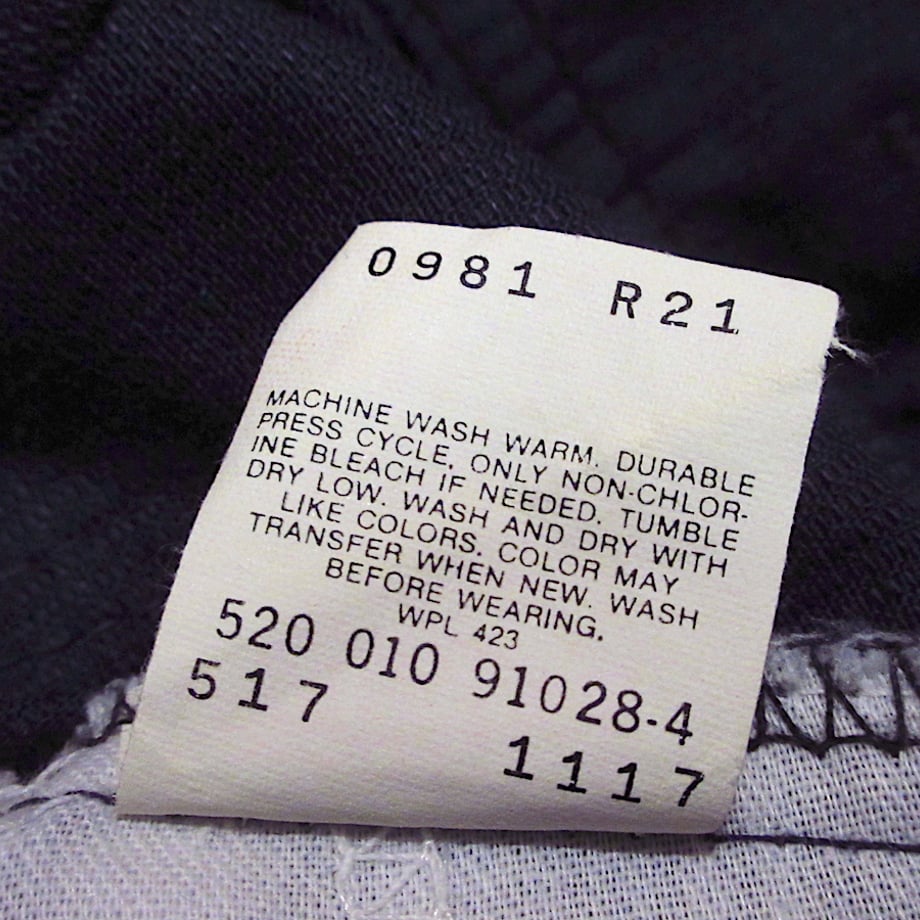 0981 R21
MACHINE WASH WARM. DURABLE
PRESS CYCLE. ONLY NON-CHLOR-
INE BLEACH IF NEEDED. TUMBLE
DRY LOW. WASH AND DRY WITH
LIKE COLORS. COLOR MAY
TRANSFER WHEN NEW. WASH
BEFORE WEARING.
WPL 423
520 010 91028-4
517
1117